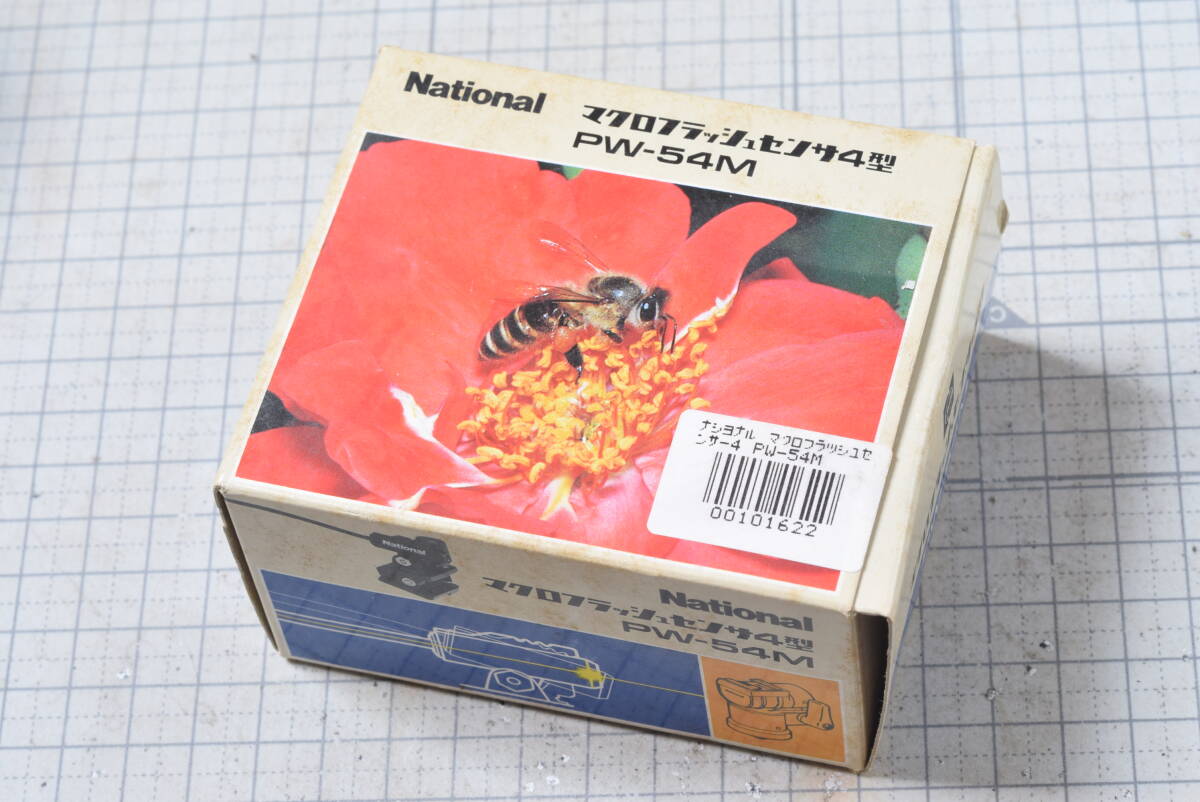 National
マクロフラッシュセンサ4型
PW-54M
ナショナル マクロフラッシュセ
ンサー4 PW-54M
00101622
National
National
マクロフラッシュセンサ4型
PW-54M